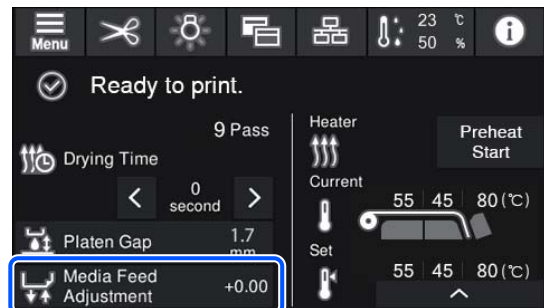 Menu
23 ℃
50 %
Ready to print.
9 Pass
Drying Time
0
second
Platen Gap
1.7
mm
Media Feed
Adjustment
+0.00
Heater
Preheat
Start
Current
55 45 80(℃)
Set
55 45 80(℃)